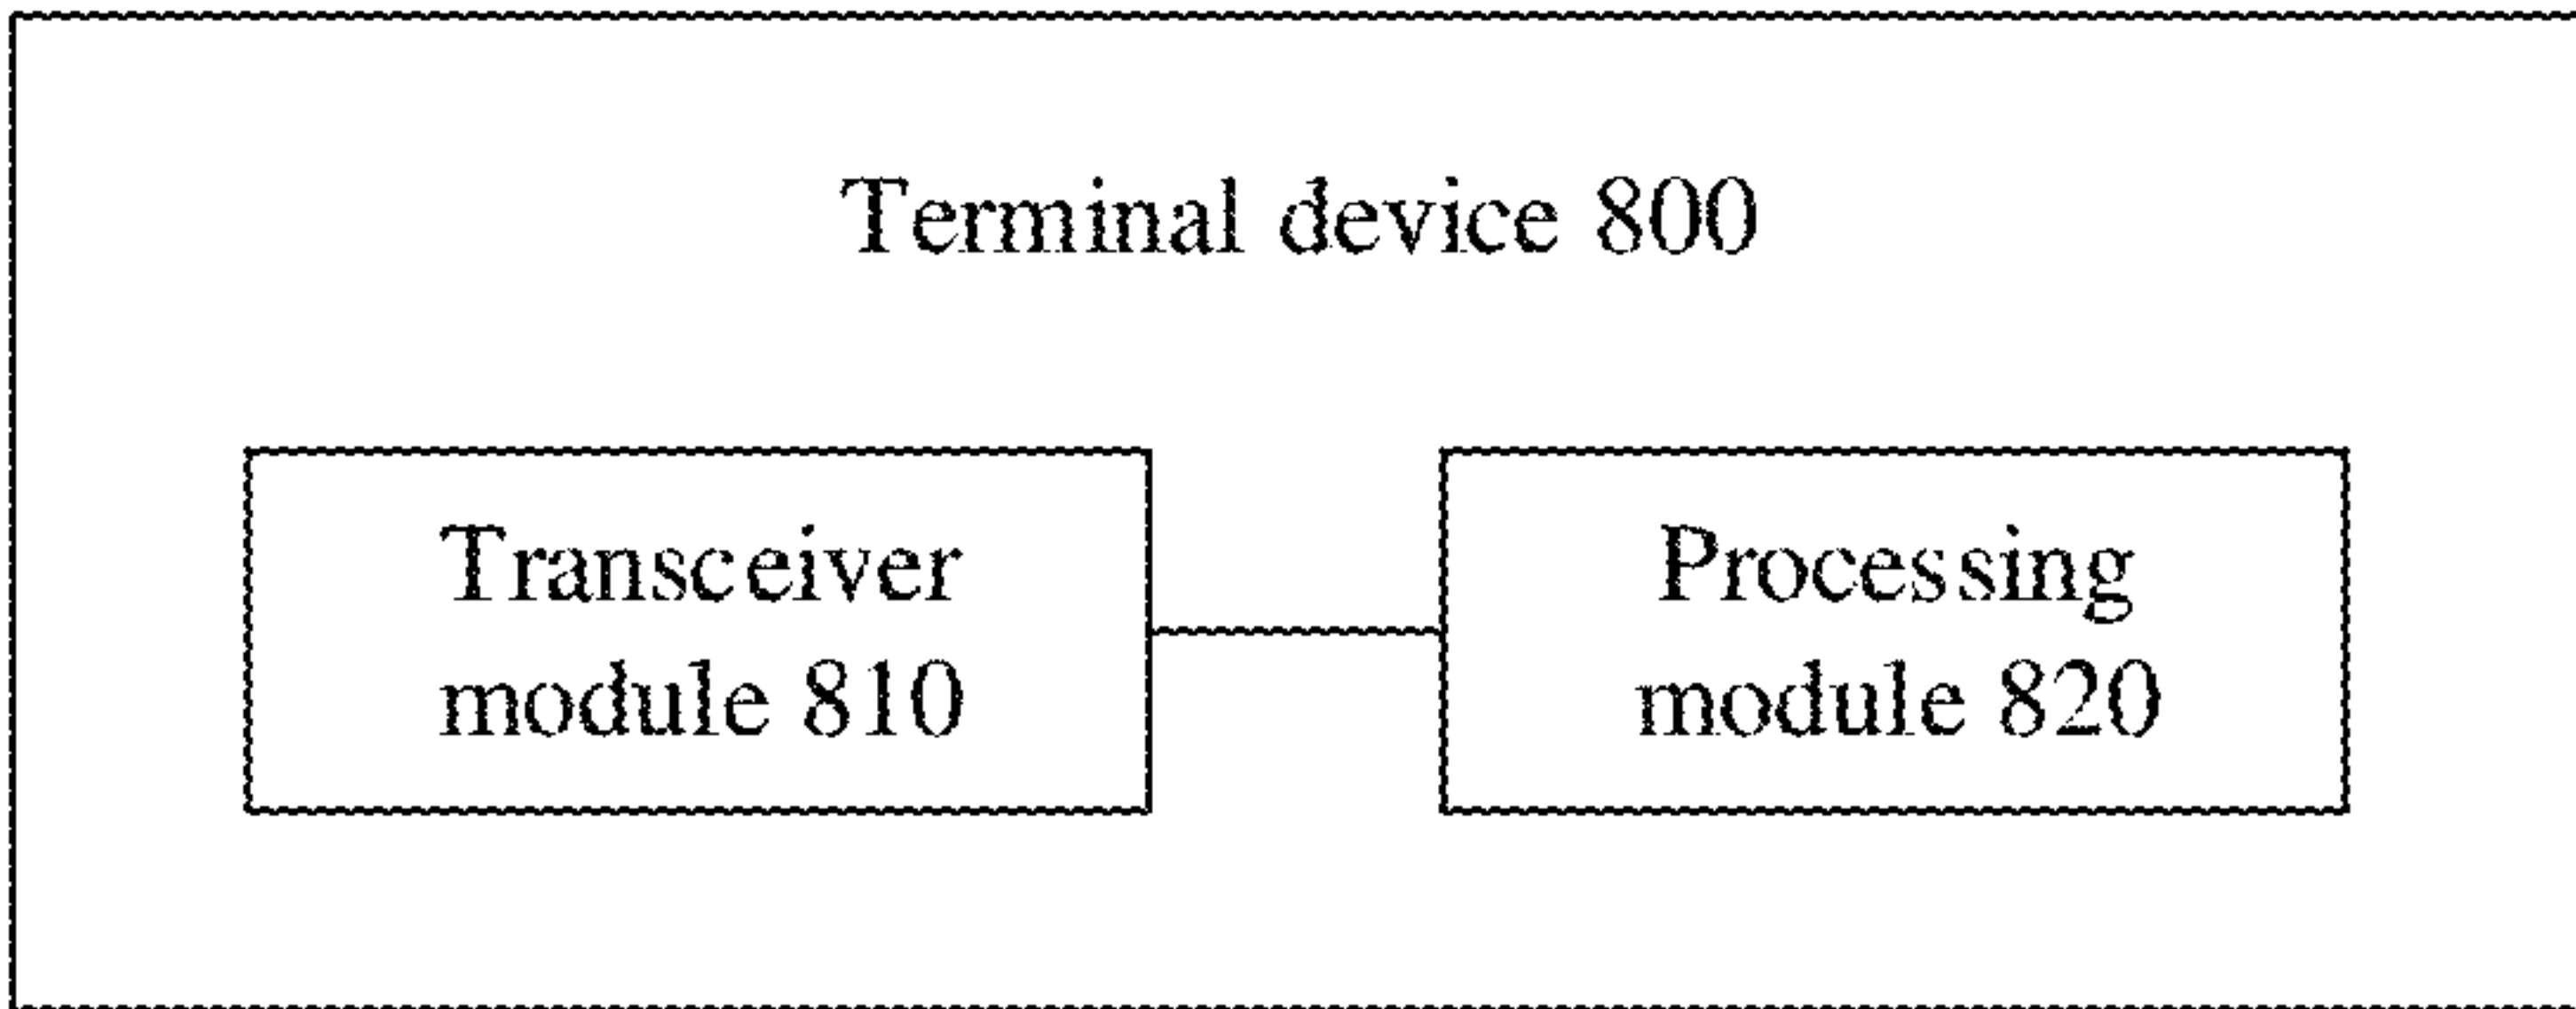 Terminal device 800
Transceiver
module 810
Processing
module 820